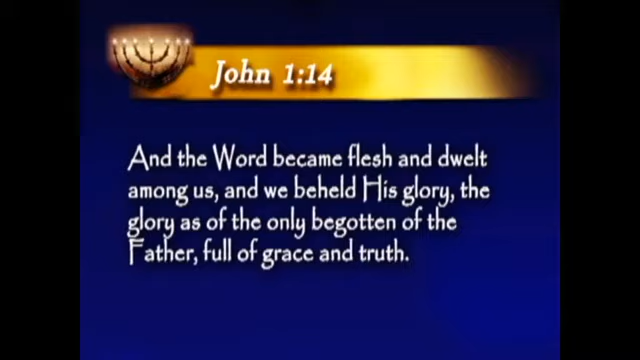 John 1:14
And the Word became flesh and dwelt
among us, and we beheld His glory, the
glory as of the only begotten of the
Father, full of grace and truth.